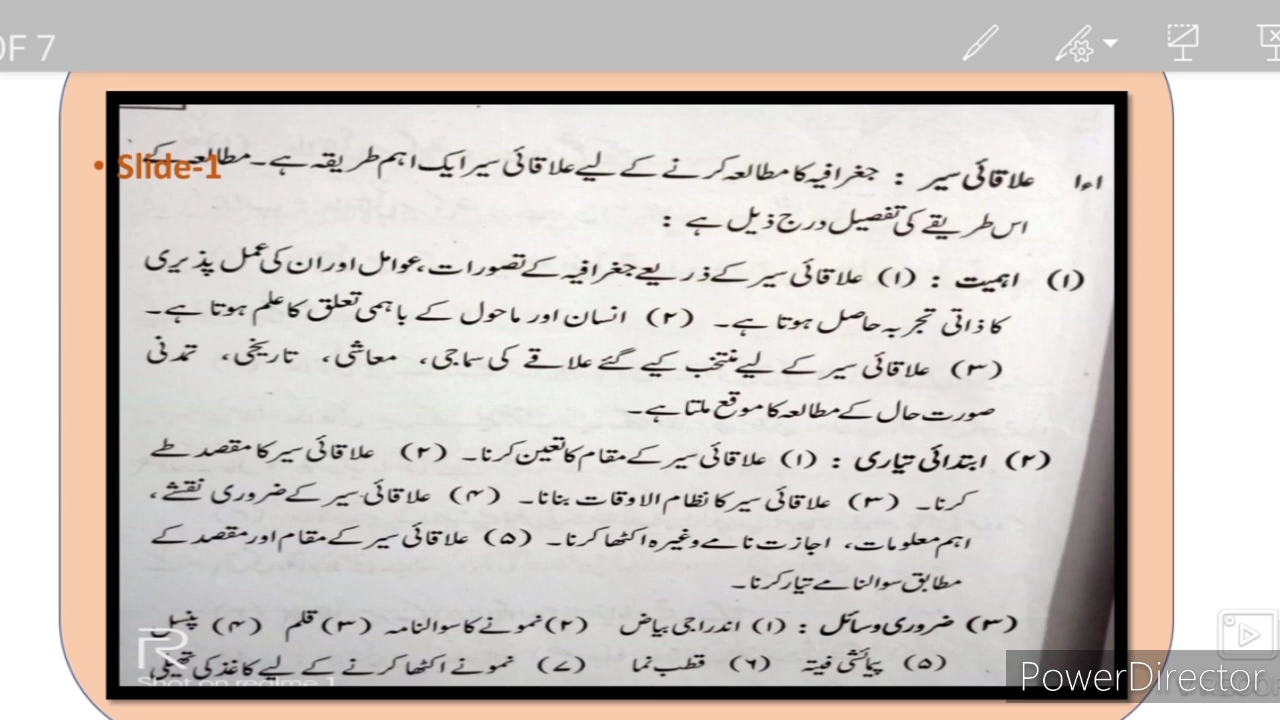 OF 7
• Slide-1
۱ء۱ علاقائی سیر : جغرافیہ کا مطالعہ کرنے کے لیے علاقائی سیر ایک اہم طریقہ ہے۔ مطالعہ کے
اس طریقے کی تفصیل درج ذیل ہے :
(۱) اہمیت : (۱) علاقائی سیر کے ذریعے جغرافیہ کے تصورات، عوامل اور ان کی عمل پذیری
کا ذاتی تجربہ حاصل ہوتا ہے۔ (۲) انسان اور ماحول کے باہمی تعلق کا علم ہوتا ہے۔
(۳) علاقائی سیر کے لیے منتخب کیے گئے علاقے کی سماجی، معاشی، تاریخی، تمدنی
صورت حال کے مطالعہ کا موقع ملتا ہے۔
(۲) ابتدائی تیاری : (۱) علاقائی سیر کے مقام کا تعین کرنا۔ (۲) علاقائی سیر کا مقصد طے
کرنا۔ (۳) علاقائی سیر کا نظام الاوقات بنانا۔ (۴) علاقائی سیر کے ضروری نقشے،
اہم معلومات، اجازت نامے وغیرہ اکٹھا کرنا۔ (۵) علاقائی سیر کے مقام اور مقصد کے
مطابق سوالنامے تیار کرنا۔
(۳) ضروری وسائل : (۱) اندراجی بیاض (۲) نمونے کا سوالنامہ (۳) قلم (۴) پنسل
(۵) پیمائشی فیتہ (۶) قطب نما (۷) نمونے اکٹھا کرنے کے لیے کاغذ کی تھیلی
R
Shot on realme 1
PowerDirector